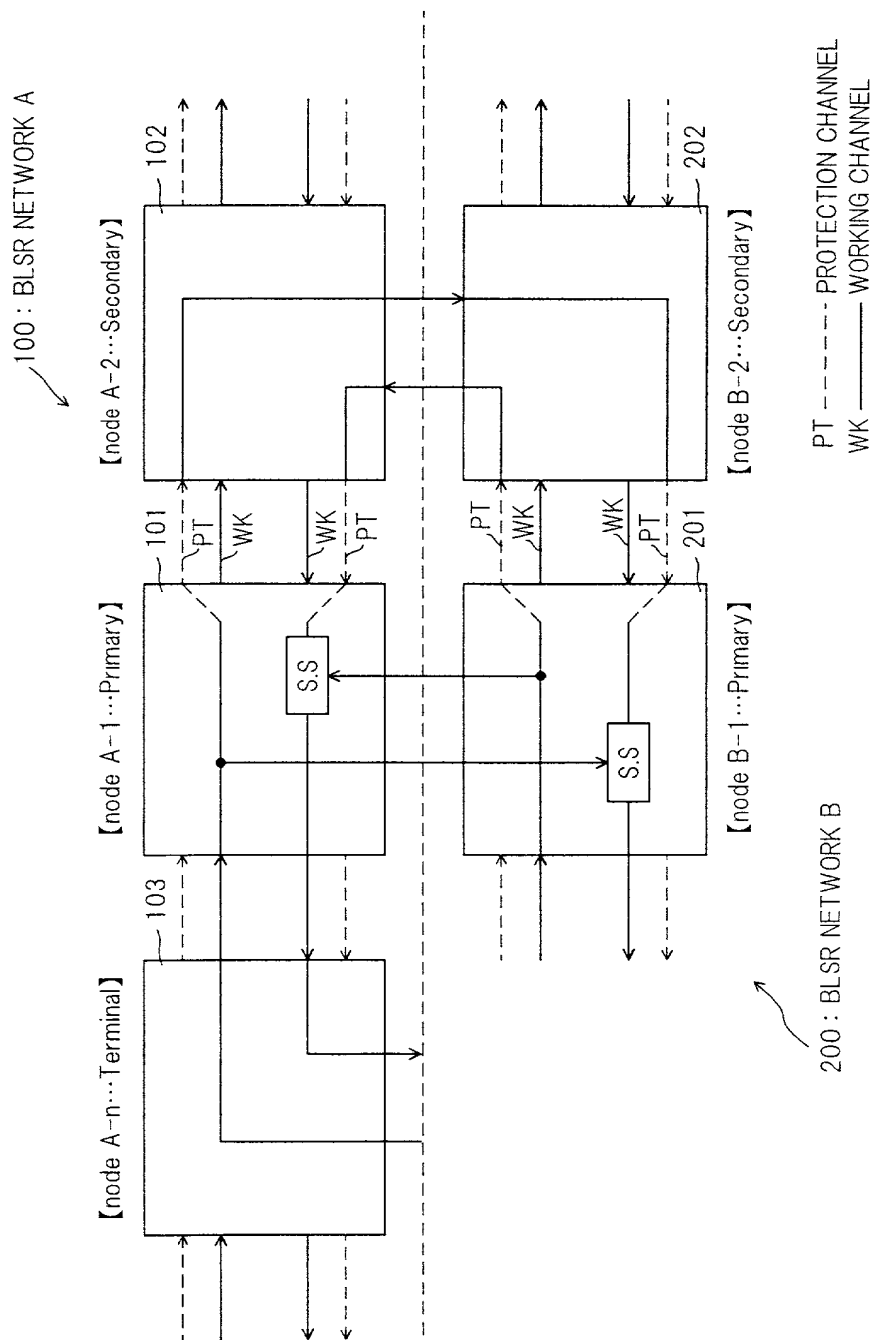 100 : BLSR NETWORK A
【node A-n…Terminal】
103
【node A-1…Primary】
101
【node A-2…Secondary】
102
PT
WK
WK
PT
S.S
PT
WK
WK
PT
S.S
201
【node B-1…Primary】
202
【node B-2…Secondary】
200 : BLSR NETWORK B
PT ----- PROTECTION CHANNEL
WK ——— WORKING CHANNEL